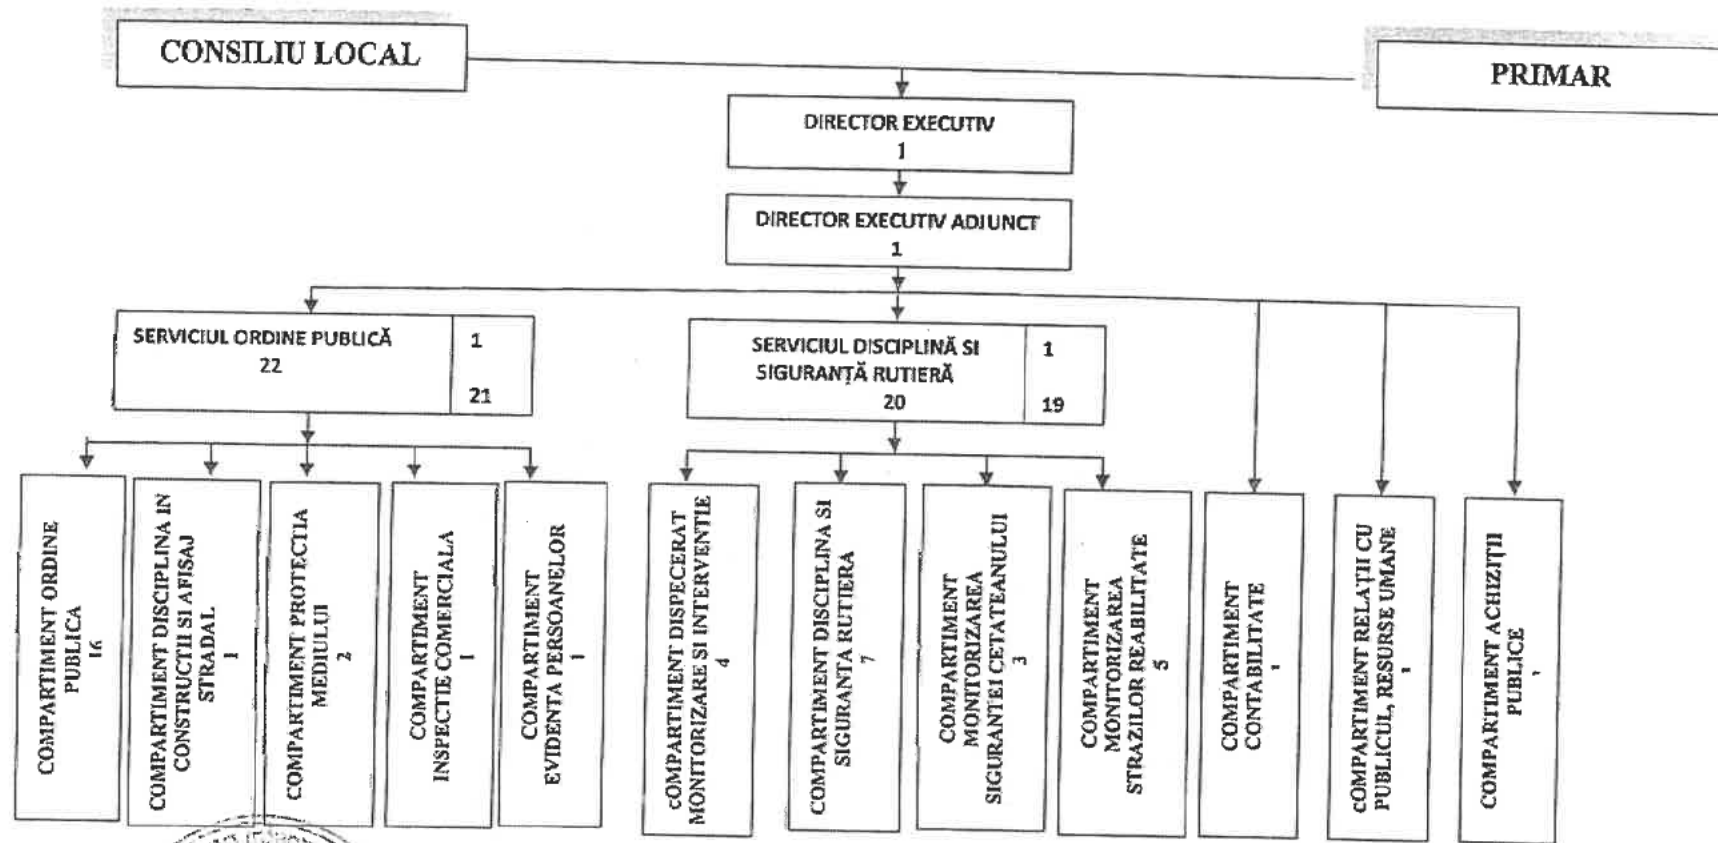 CONSILIU LOCAL
PRIMAR
DIRECTOR EXECUTIV
1
DIRECTOR EXECUTIV ADJUNCT
1
SERVICIUL ORDINE PUBLICĂ
22
1
21
SERVICIUL DISCIPLINĂ SI
SIGURANȚĂ RUTIERĂ
20
1
19
COMPARTIMENT ORDINE
PUBLICA
16
COMPARTIMENT DISCIPLINA IN
CONSTRUCTII SI AFISAJ
STRADAL
1
COMPARTIMENT PROTECTIA
MEDIULUI
2
COMPARTIMENT
INSPECTIE COMERCIALA
1
COMPARTIMENT
EVIDENTA PERSOANELOR
1
cOMPARTIMENT DISPECERAT
MONITORIZARE SI INTERVENTIE
4
COMPARTIMENT DISCIPLINA SI
SIGURANTA RUTIERA
7
COMPARTIMENT
MONITORIZAREA
SIGURANTEI CETATEANULUI
3
COMPARTIMENT
MONITORIZAREA
STRAZILOR REABILITATE
5
COMPARTIMENT
CONTABILITATE
cOMPARTIMENT RELAȚII CU
PUBLICUL, RESURSE UMANE
COMPARTIMENT ACHIZIȚII
PUBLICE